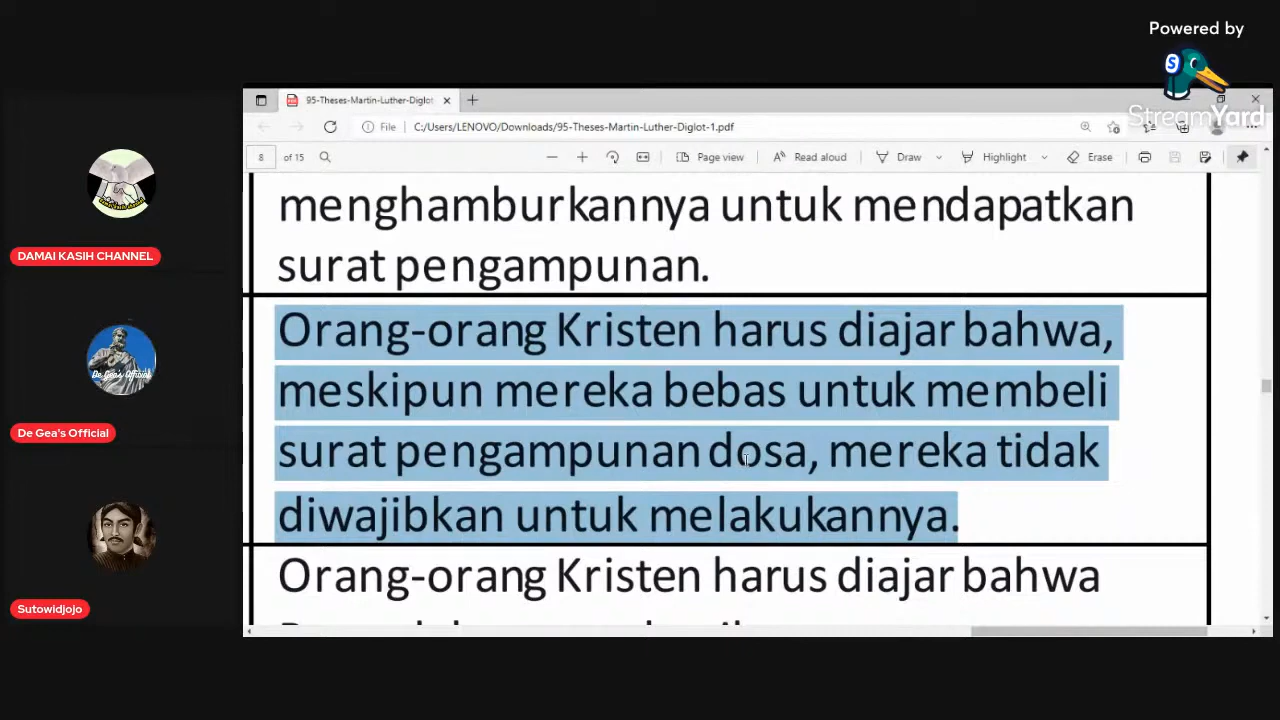 Powered by
StreamYard
95-Theses-Martin-Luther-Diglot
File
C:/Users/LENOVO/Downloads/95-Theses-Martin-Luther-Diglot-1.pdf
8 of 15
Page view
Read aloud
Draw
Highlight
Erase
menghamburkannya untuk mendapatkan
surat pengampunan.
Orang-orang Kristen harus diajar bahwa,
meskipun mereka bebas untuk membeli
surat pengampunan dosa, mereka tidak
diwajibkan untuk melakukannya.
Orang-orang Kristen harus diajar bahwa
DAMAI KASIH CHANNEL
De Gea's Official
De Gea's Official
Sutowidjojo